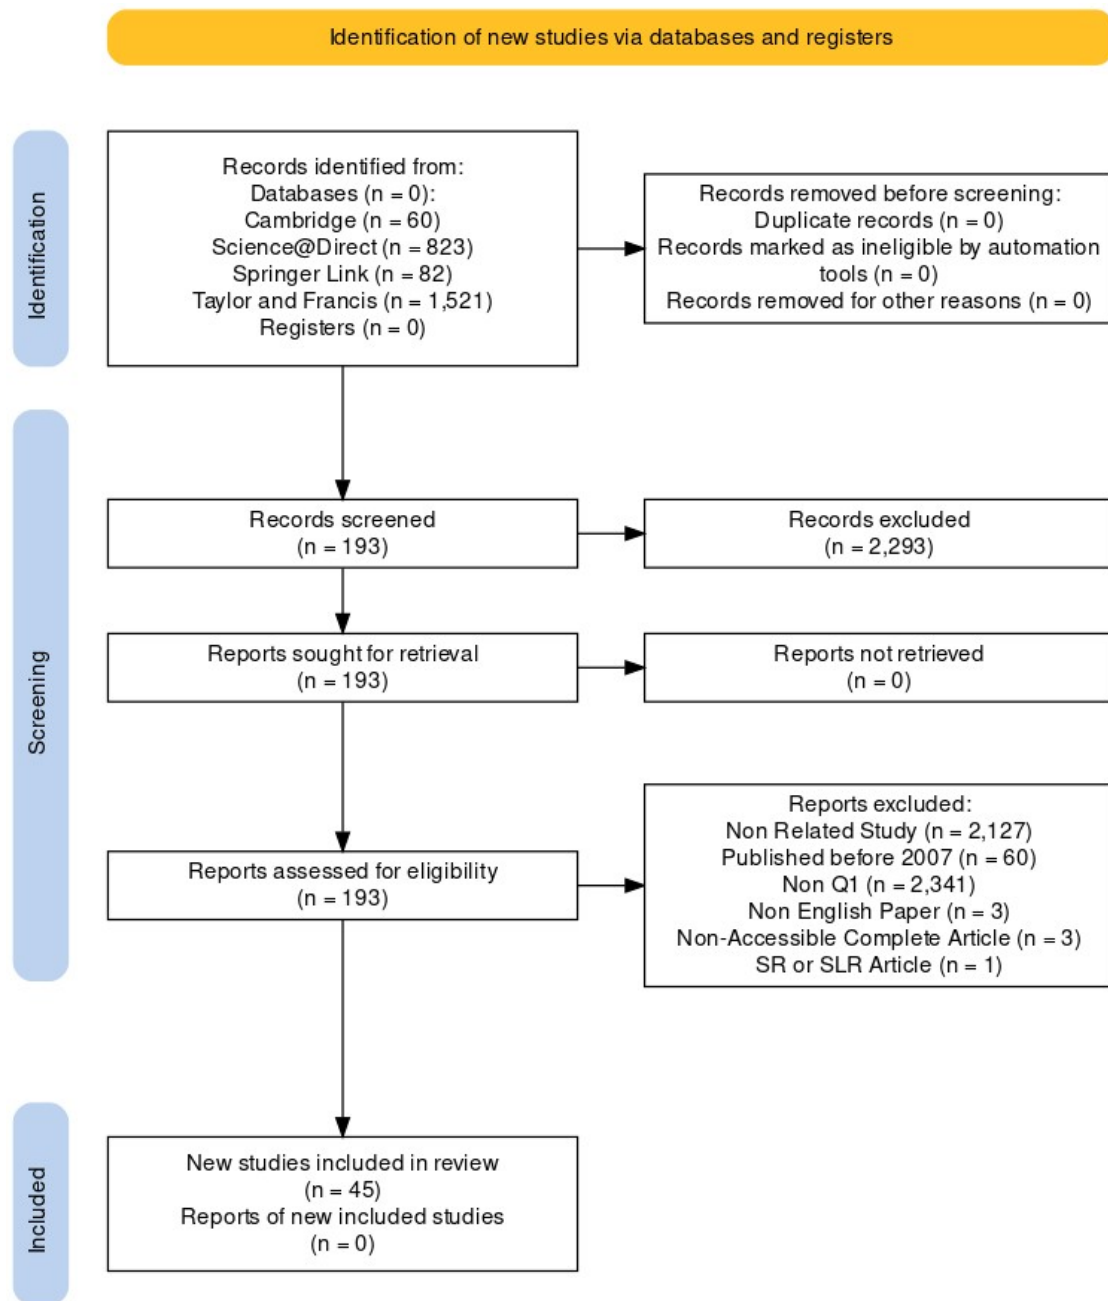 Identification of new studies via databases and registers
Identification
Records identified from:
Databases (n = 0):
Cambridge (n = 60)
Science@Direct (n = 823)
Springer Link (n = 82)
Taylor and Francis (n = 1,521)
Registers (n = 0)
Records removed before screening:
Duplicate records (n = 0)
Records marked as ineligible by automation
tools (n = 0)
Records removed for other reasons (n = 0)
Screening
Records screened
(n = 193)
Records excluded
(n = 2,293)
Reports sought for retrieval
(n = 193)
Reports not retrieved
(n = 0)
Reports assessed for eligibility
(n = 193)
Reports excluded:
Non Related Study (n = 2,127)
Published before 2007 (n = 60)
Non Q1 (n = 2,341)
Non English Paper (n = 3)
Non-Accessible Complete Article (n = 3)
SR or SLR Article (n = 1)
Included
New studies included in review
(n = 45)
Reports of new included studies
(n = 0)